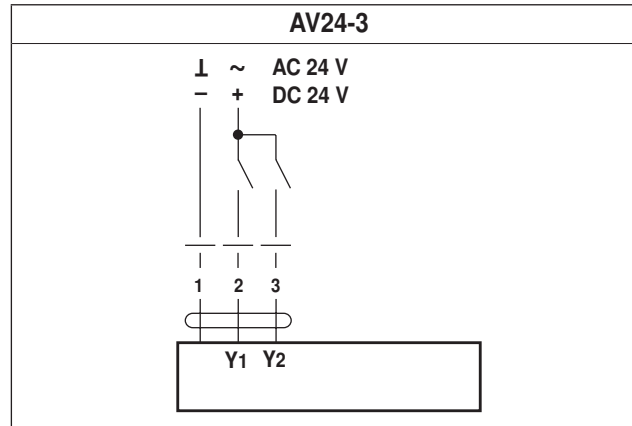 AV24-3
⊥ ~ AC 24 V
– + DC 24 V
1 2 3
Y1 Y2